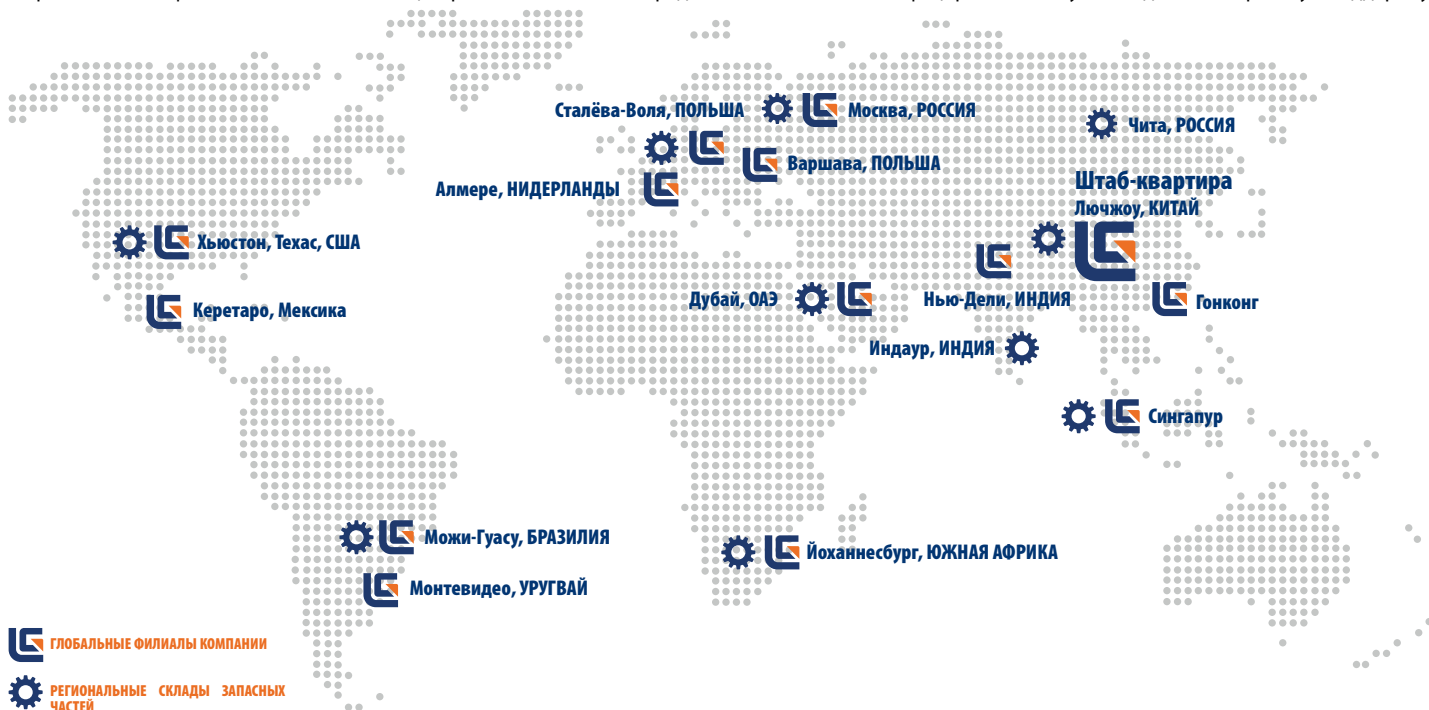 Сталёва-Воля, ПОЛЬША
Москва, РОССИЯ
Чита, РОССИЯ
Варшава, ПОЛЬША
Алмере, НИДЕРЛАНДЫ
Штаб-квартира
Лючжоу, КИТАЙ
Хьюстон, Техас, США
Керетаро, Мексика
Дубай, ОАЭ
Нью-Дели, ИНДИЯ
Гонконг
Индаур, ИНДИЯ
Сингапур
Можи-Гуасу, БРАЗИЛИЯ
Йоханнесбург, ЮЖНАЯ АФРИКА
Монтевидео, УРУГВАЙ
ГЛОБАЛЬНЫЕ ФИЛИАЛЫ КОМПАНИИ
РЕГИОНАЛЬНЫЕ СКЛАДЫ ЗАПАСНЫХ
ЧАСТЕЙ